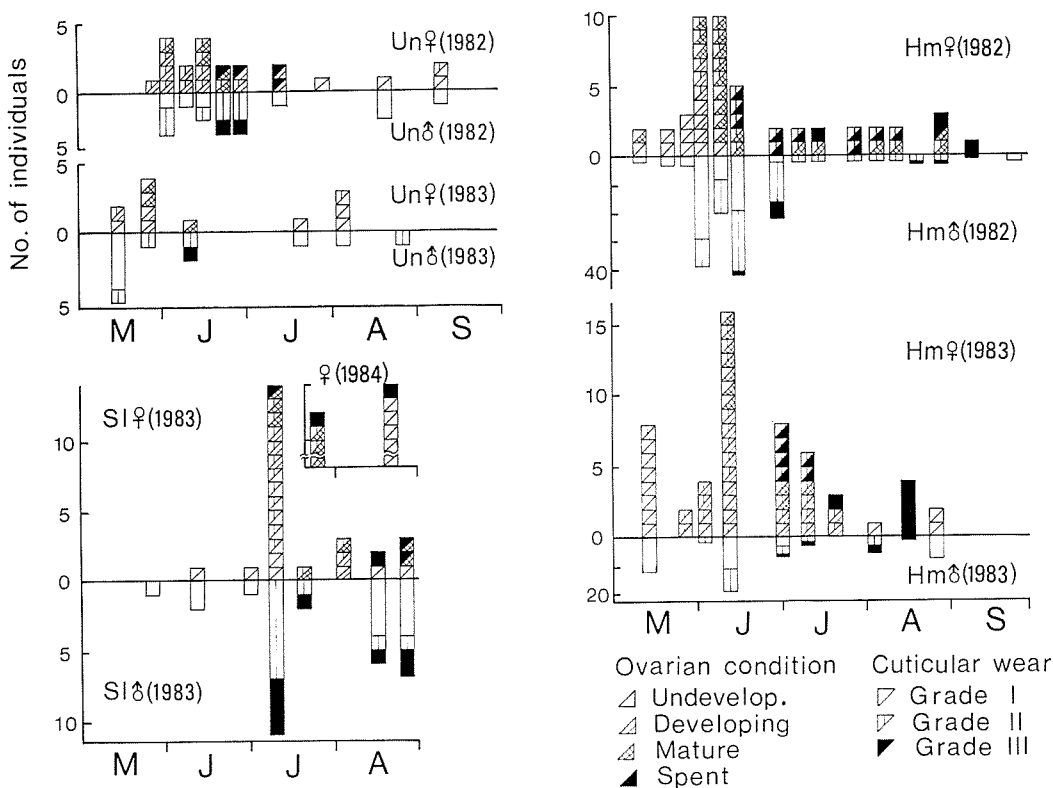 No. of individuals
5
0
5
Un♀(1982)
Un♂(1982)
5
0
5
Un♀(1983)
Un♂(1983)
M J J A S
10
5
0
5
10
Sl♀(1983)
♀(1984)
Sl♂(1983)
M J J A
10
5
0
40
Hm♀(1982)
Hm♂(1982)
15
10
5
0
20
Hm♀(1983)
Hm♂(1983)
M J J A S
Ovarian condition
Undevelop.
Developing
Mature
Spent
Cuticular wear
Grade I
Grade II
Grade III